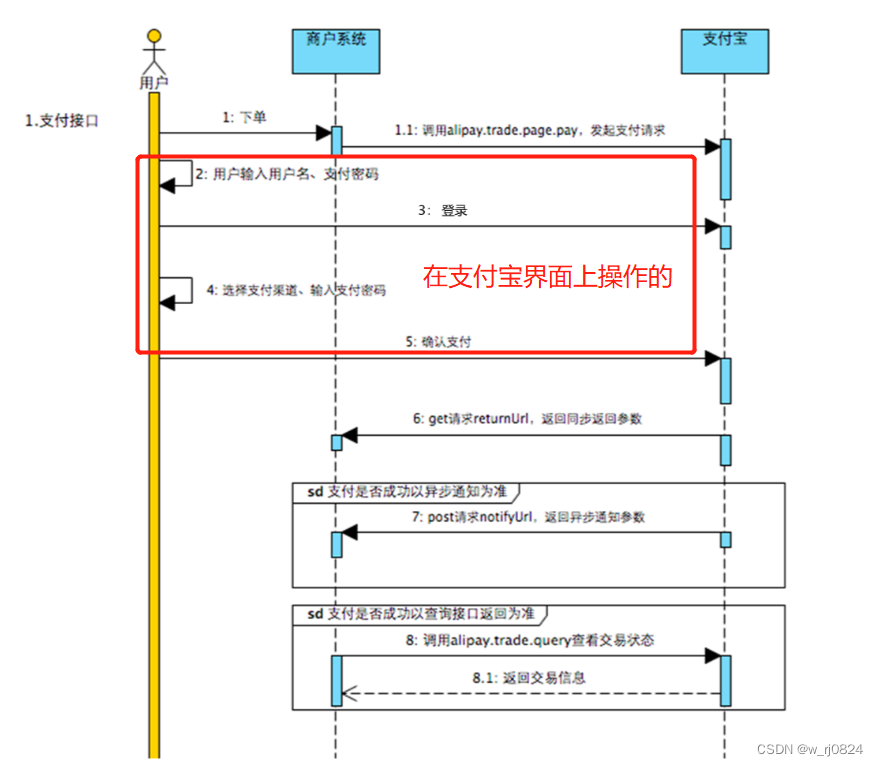 用户
商户系统
支付宝
1.支付接口
1: 下单
1.1: 调用alipay.trade.page.pay，发起支付请求
2: 用户输入用户名、支付密码
3： 登录
在支付宝界面上操作的
4: 选择支付渠道、输入支付密码
5: 确认支付
6: get请求returnUrl，返回同步返回参数
sd 支付是否成功以异步通知为准
7: post请求notifyUrl，返回异步通知参数
sd 支付是否成功以查询接口返回为准
8: 调用alipay.trade.query查看交易状态
8.1: 返回交易信息
CSDN @w_rj0824